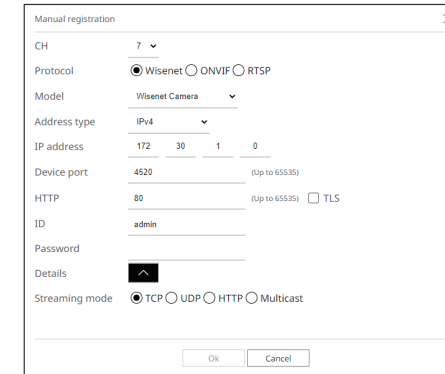 Manual registration
CH 7
Protocol Wisenet ONVIF RTSP
Model Wisenet Camera
Address type IPv4
IP address 172 30 1 0
Device port 4520 (Up to 65535)
HTTP 80 (Up to 65535) TLS
ID admin
Password
Details
Streaming mode TCP UDP HTTP Multicast
Ok Cancel